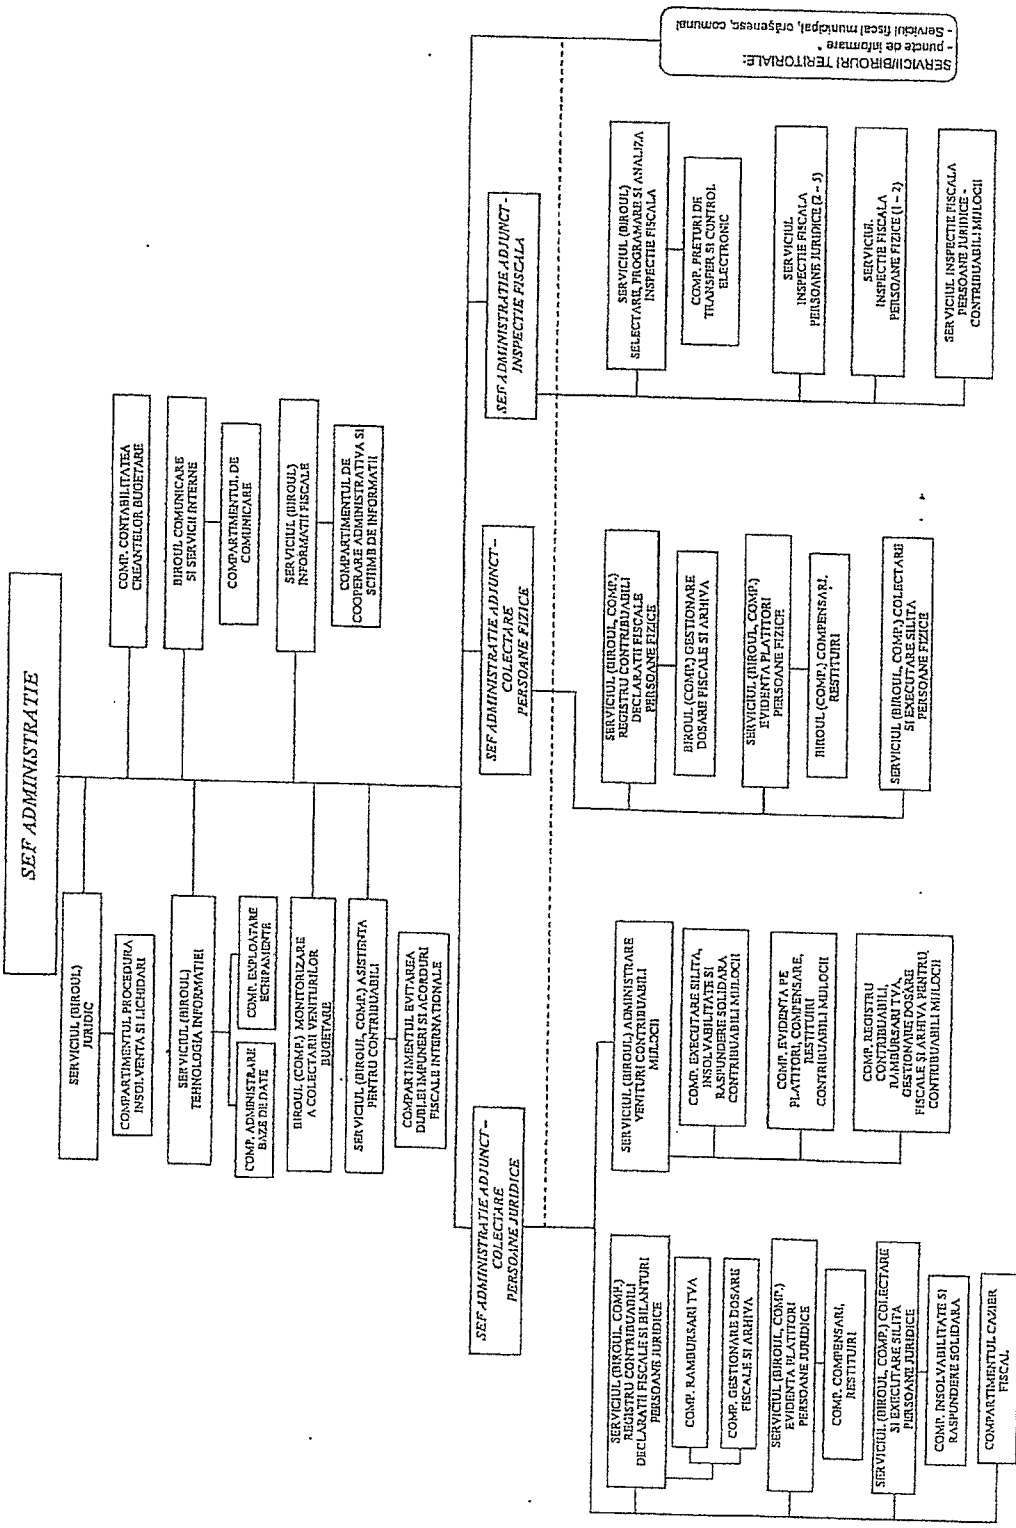 SEF ADMINISTRATIE
SERVICIUL (BIROUL)
JURIDIC
COMPARTIMENTUL PROCEDURA
INSOLVENTA SI LICHIDARI
SERVICIUL (BIROUL)
TEHNOLOGIA INFORMATIEI
COMP. ADMINISTRARE
BAZE DE DATE
COMP. EXPLOATARE
ECHIPAMENTE
BIROUL (COMP.) MONITORIZARE
A COLECTARII VENITURILOR
BUGETARE
SERVICIUL (BIROUL, COMP.) ASISTENTA
PENTRU CONTRIBUABILI
COMPARTIMENTUL EVITAREA
DUBLEI IMPUNERI SI ACORDURI
FISCALE INTERNATIONALE
COMP. CONTABILITATEA
CREANTELOR BUGETARE
BIROUL COMUNICARE
SI SERVICII INTERNE
COMPARTIMENTUL DE
COMUNICARE
SERVICIUL (BIROUL)
INFORMATII FISCALE
COMPARTIMENTUL DE
COOPERARE ADMINISTRATIVA SI
SCHIMB DE INFORMATII
SEF ADMINISTRATIE ADJUNCT –
COLECTARE
PERSOANE JURIDICE
SERVICIUL (BIROUL, COMP.)
REGISTRU CONTRIBUABILI
DECLARATII FISCALE SI BILANTURI
PERSOANE JURIDICE
COMP. RAMBURSARI TVA
COMP. GESTIONARE DOSARE
FISCALE SI ARHIVA
SERVICIUL (BIROUL, COMP.)
EVIDENTA PLATITORI
PERSOANE JURIDICE
COMP. COMPENSARI,
RESTITUIRI
SERVICIUL (BIROUL, COMP.) COLECTARE
SI EXECUTARE SILITA
PERSOANE JURIDICE
COMP. INSOLVABILITATE SI
RASPUNDERE SOLIDARA
COMPARTIMENTUL CAZIER
FISCAL
SERVICIUL (BIROUL) ADMINISTRARE
VENITURI CONTRIBUABILI
MIJLOCII
COMP. EXECUTARE SILITA,
INSOLVABILITATE SI
RASPUNDERE SOLIDARA
CONTRIBUABILI MIJLOCII
COMP. EVIDENTA PE
PLATITORI, COMPENSARE,
RESTITUIRI
CONTRIBUABILI MIJLOCII
COMP. REGISTRU
CONTRIBUABILI,
RAMBURSARI TVA,
GESTIONARE DOSARE
FISCALE SI ARHIVA PENTRU
CONTRIBUABILI MIJLOCII
SEF ADMINISTRATIE ADJUNCT –
COLECTARE
PERSOANE FIZICE
SERVICIUL (BIROUL, COMP.)
REGISTRU CONTRIBUABILI
DECLARATII FISCALE
PERSOANE FIZICE
BIROUL (COMP.) GESTIONARE
DOSARE FISCALE SI ARHIVA
SERVICIUL (BIROUL, COMP.)
EVIDENTA PLATITORI
PERSOANE FIZICE
BIROUL (COMP.) COMPENSARI,
RESTITUIRI
SERVICIUL (BIROUL, COMP.) COLECTARE
SI EXECUTARE SILITA
PERSOANE FIZICE
SEF ADMINISTRATIE ADJUNCT -
INSPECTIE FISCALA
SERVICIUL (BIROUL)
SELECTARE, PROGRAMARE SI ANALIZA
INSPECTIE FISCALA
COMP. PRETURI DE
TRANSFER SI CONTROL
ELECTRONIC
SERVICIUL
INSPECTIE FISCALA
PERSOANE JURIDICE (2 – 5)
SERVICIUL
INSPECTIE FISCALA
PERSOANE FIZICE (1 – 2)
SERVICIUL INSPECTIE FISCALA
PERSOANE JURIDICE -
CONTRIBUABILI MIJLOCII
SERVICII/BIROURI TERITORIALE:
- puncte de informare *
- Serviciul fiscal municipal, orăşenesc, comunal